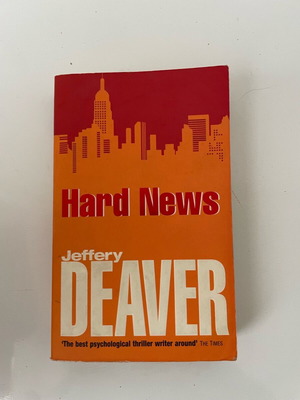 Hard News
Jeffery
DEAVER
'The best psychological thriller writer around' THE TIMES